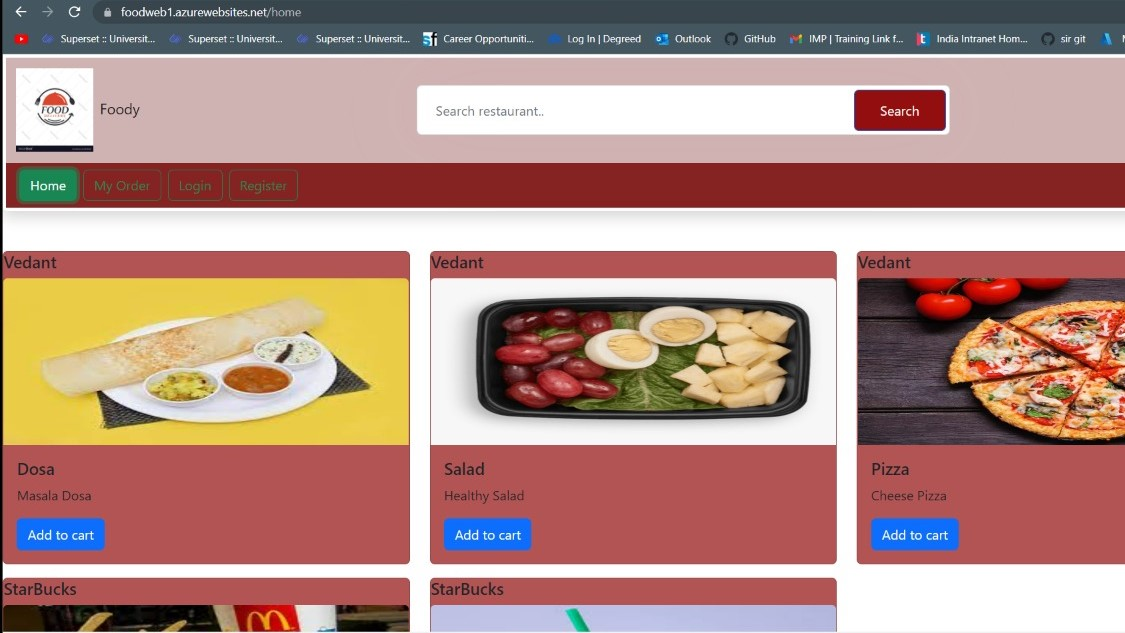 foodweb1.azurewebsites.net/home
Superset :: Universit...
Superset :: Universit...
Superset :: Universit...
Career Opportuniti...
Log In | Degreed
Outlook
GitHub
IMP | Training Link f...
India Intranet Hom...
sir git
FOOD
Foody
Search restaurant..
Search
Home
My Order
Login
Register
Vedant
Vedant
Vedant
Dosa
Salad
Pizza
Masala Dosa
Healthy Salad
Cheese Pizza
Add to cart
Add to cart
Add to cart
StarBucks
StarBucks